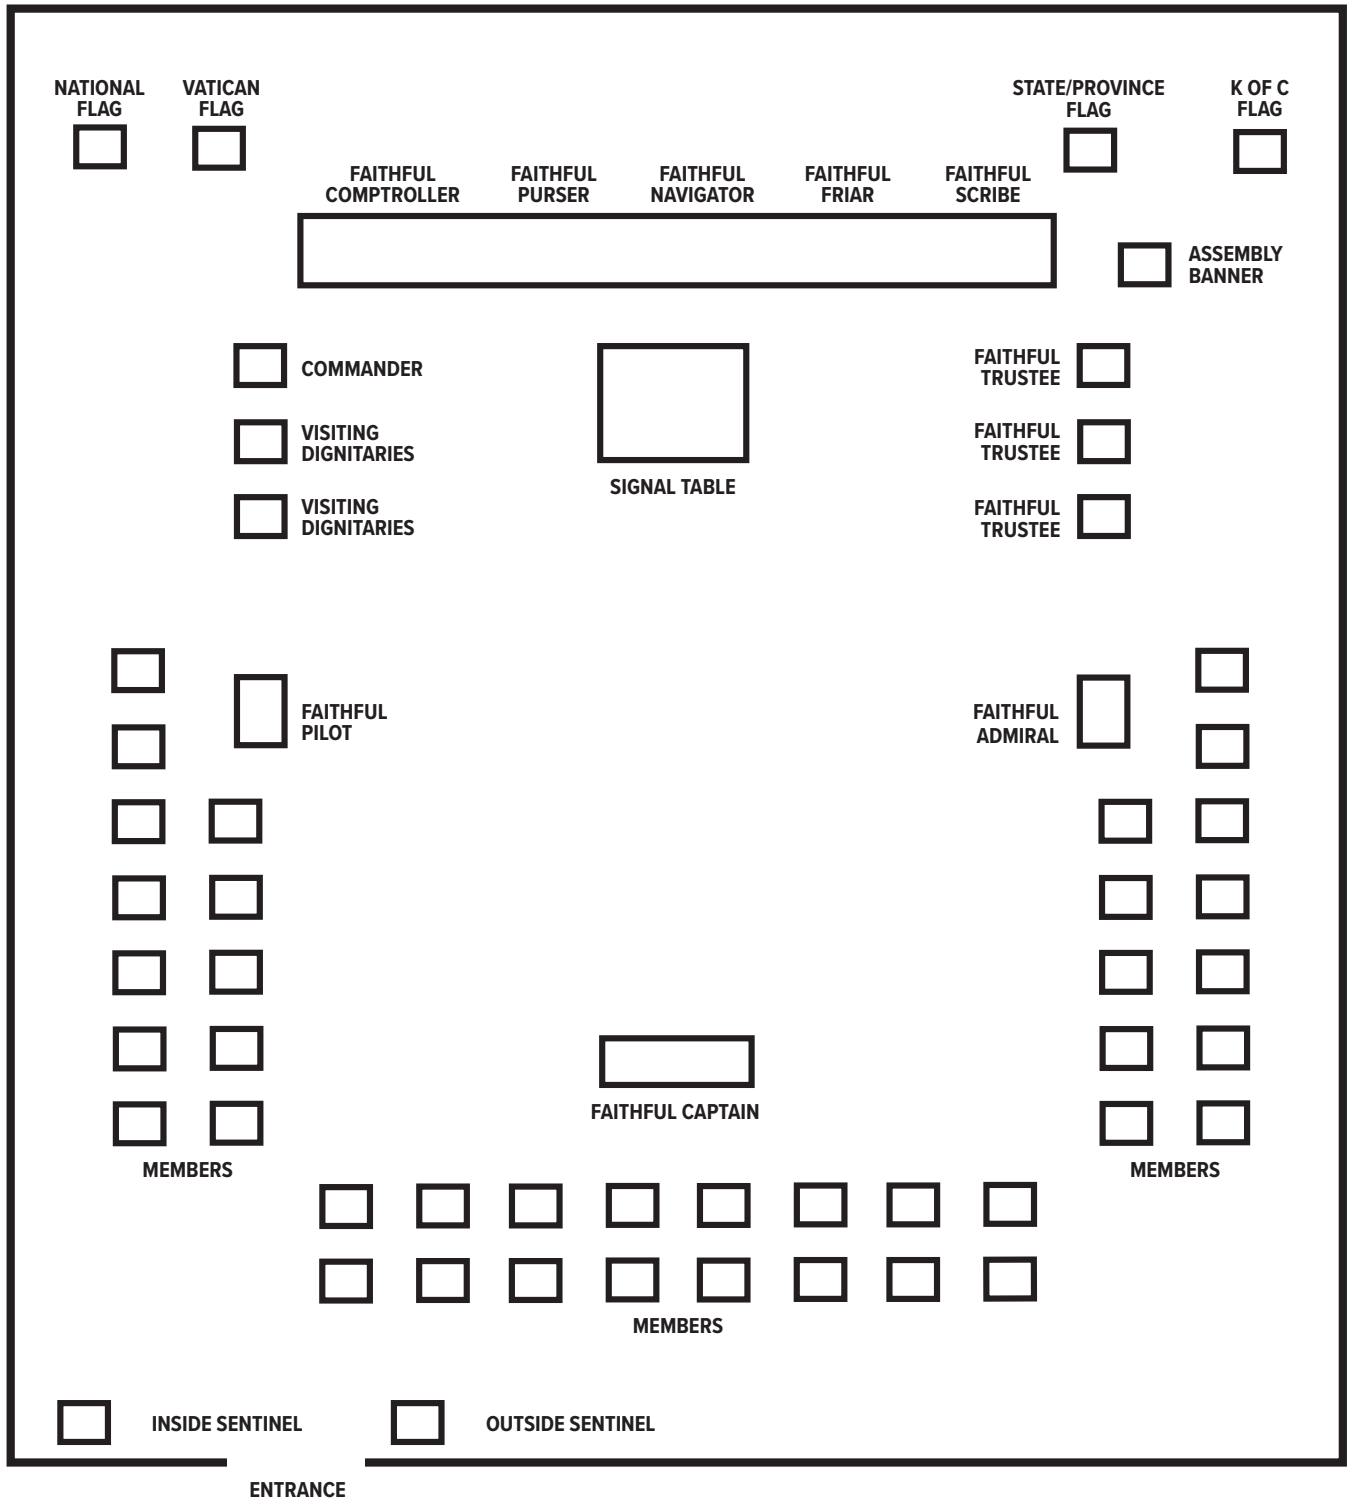 NATIONAL
FLAG
VATICAN
FLAG
STATE/PROVINCE
FLAG
K OF C
FLAG
FAITHFUL
COMPTROLLER
FAITHFUL
PURSER
FAITHFUL
NAVIGATOR
FAITHFUL
FRIAR
FAITHFUL
SCRIBE
ASSEMBLY
BANNER
COMMANDER
VISITING
DIGNITARIES
VISITING
DIGNITARIES
SIGNAL TABLE
FAITHFUL
TRUSTEE
FAITHFUL
TRUSTEE
FAITHFUL
TRUSTEE
FAITHFUL
PILOT
FAITHFUL
ADMIRAL
FAITHFUL CAPTAIN
MEMBERS
MEMBERS
MEMBERS
INSIDE SENTINEL
OUTSIDE SENTINEL
ENTRANCE